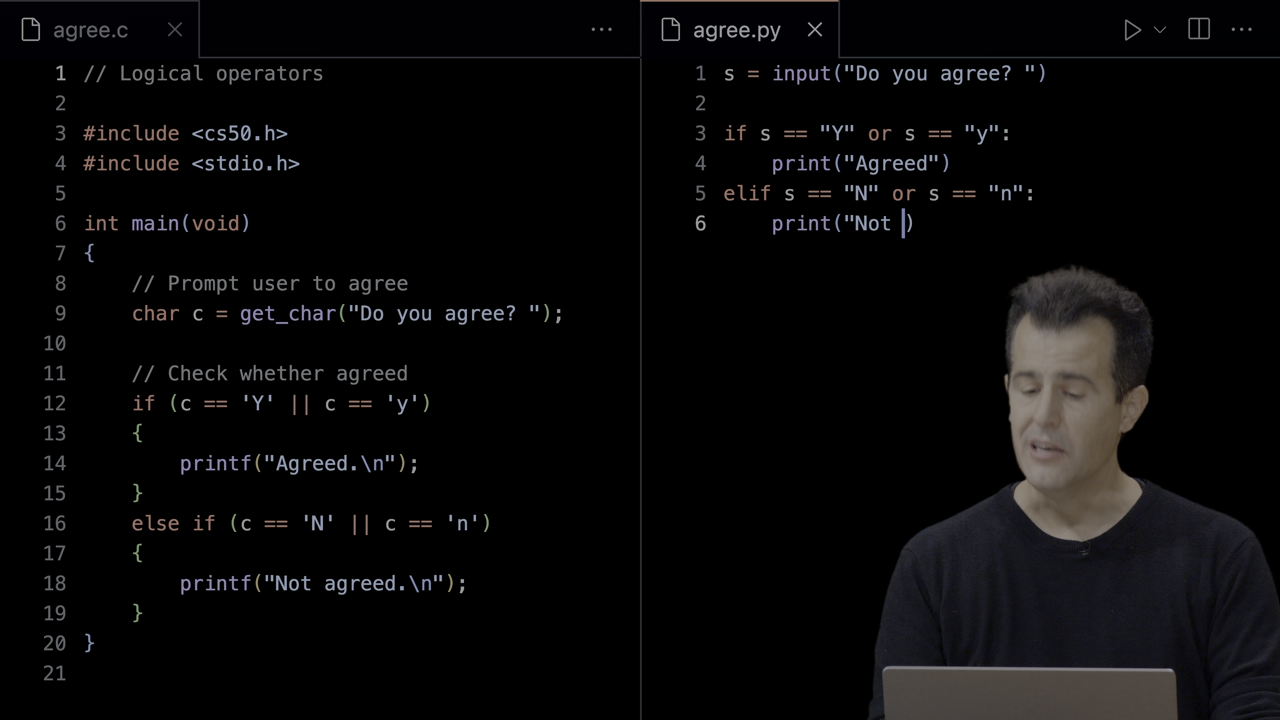 agree.c
1 // Logical operators
2
3 #include <cs50.h>
4 #include <stdio.h>
5
6 int main(void)
7 {
8     // Prompt user to agree
9     char c = get_char("Do you agree? ");
10
11     // Check whether agreed
12     if (c == 'Y' || c == 'y')
13     {
14         printf("Agreed.\n");
15     }
16     else if (c == 'N' || c == 'n')
17     {
18         printf("Not agreed.\n");
19     }
20 }
21
agree.py
1 s = input("Do you agree? ")
2
3 if s == "Y" or s == "y":
4     print("Agreed")
5 elif s == "N" or s == "n":
6     print("Not )